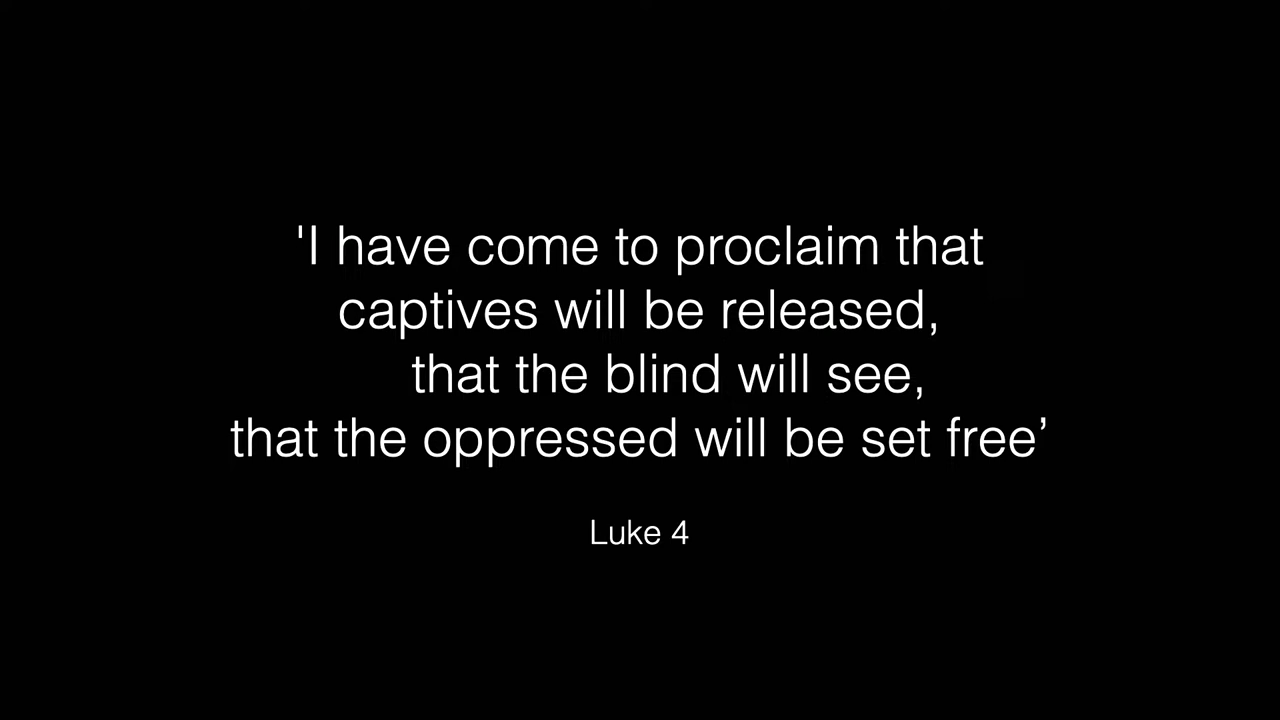 'I have come to proclaim that
captives will be released,
that the blind will see,
that the oppressed will be set free’
Luke 4